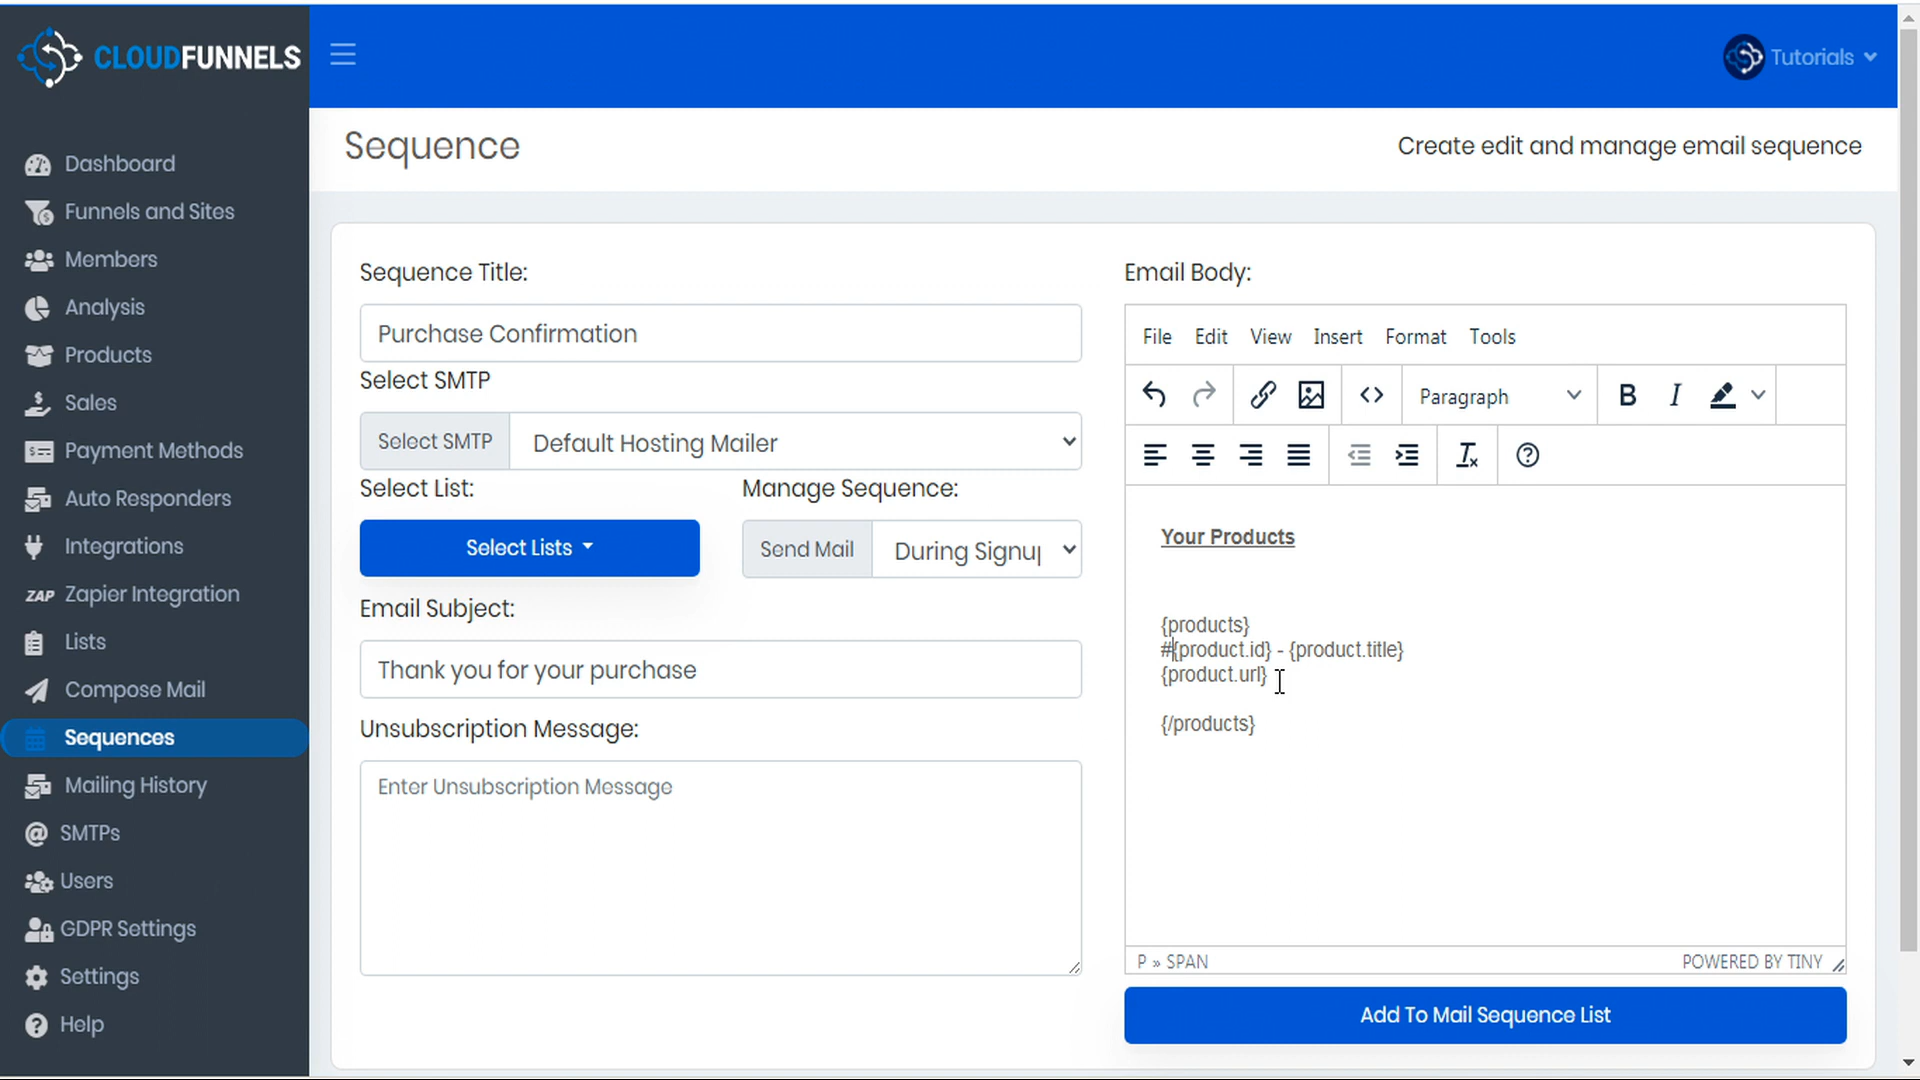 CLOUDFUNNELS
Tutorials
Dashboard
Funnels and Sites
Members
Analysis
Products
Sales
Payment Methods
Auto Responders
Integrations
ZAP Zapier Integration
Lists
Compose Mail
Sequences
Mailing History
SMTPs
Users
GDPR Settings
Settings
Help
Sequence
Create edit and manage email sequence
Sequence Title:
Purchase Confirmation
Select SMTP
Select SMTP Default Hosting Mailer
Select List:
Manage Sequence:
Select Lists
Send Mail During Signup
Email Subject:
Thank you for your purchase
Unsubscription Message:
Enter Unsubscription Message
Email Body:
File Edit View Insert Format Tools
Paragraph B I
Your Products
{products}
#{product.id} - {product.title}
{product.url}
{/products}
P » SPAN
POWERED BY TINY
Add To Mail Sequence List